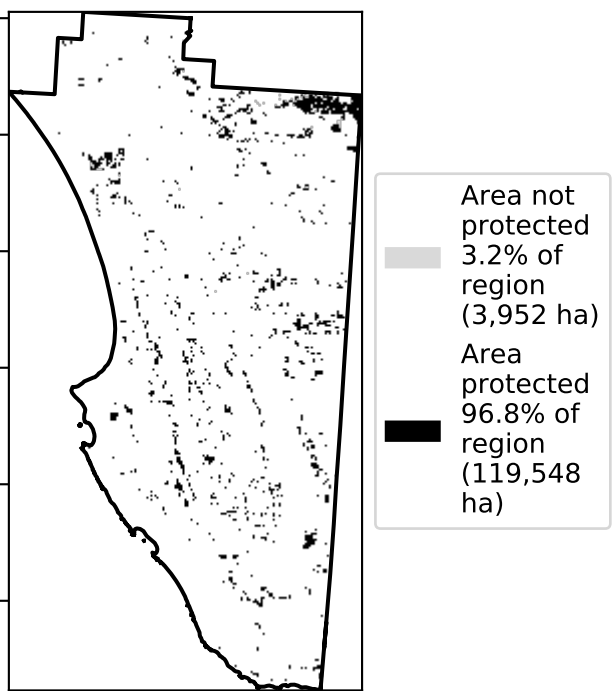 Area not
protected
3.2% of
region
(3,952 ha)
Area
protected
96.8% of
region
(119,548
ha)